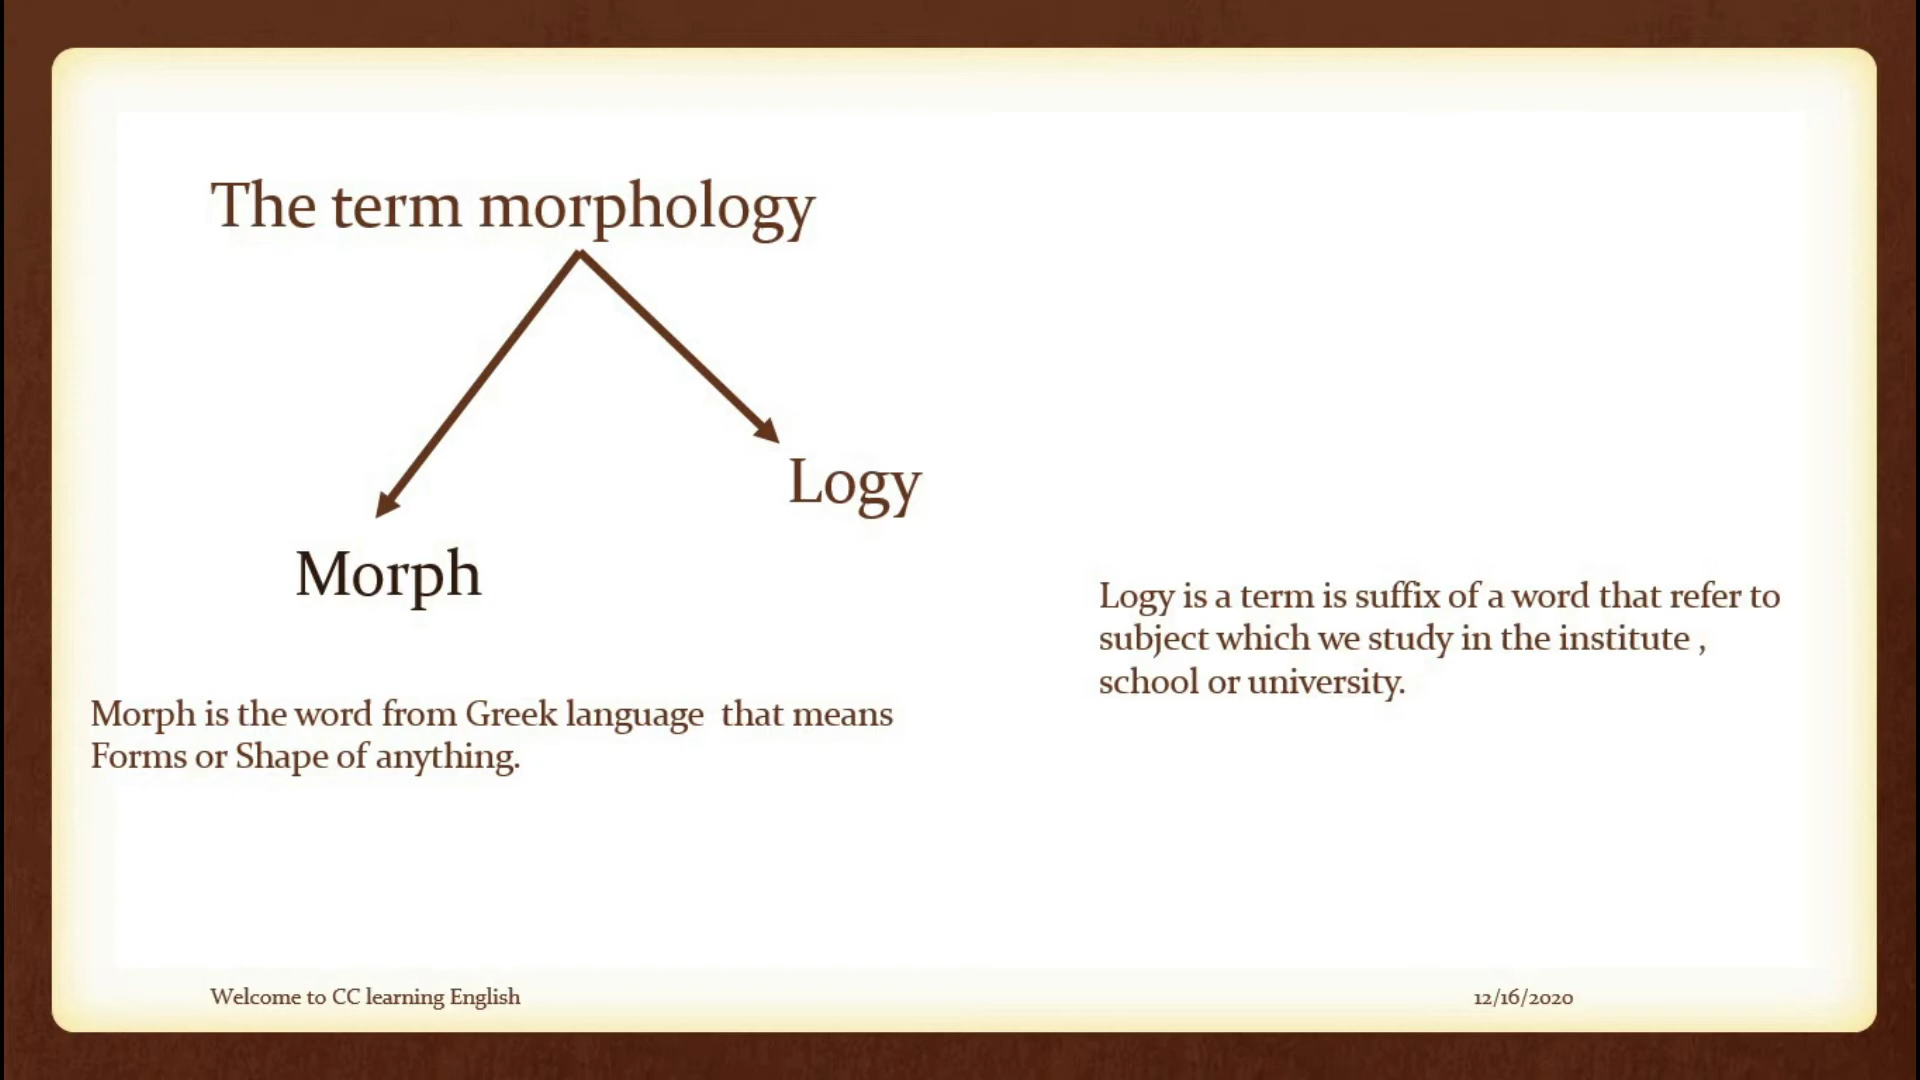 The term morphology
Logy
Morph
Logy is a term is suffix of a word that refer to
subject which we study in the institute ,
school or university.
Morph is the word from Greek language  that means
Forms or Shape of anything.
Welcome to CC learning English
12/16/2020